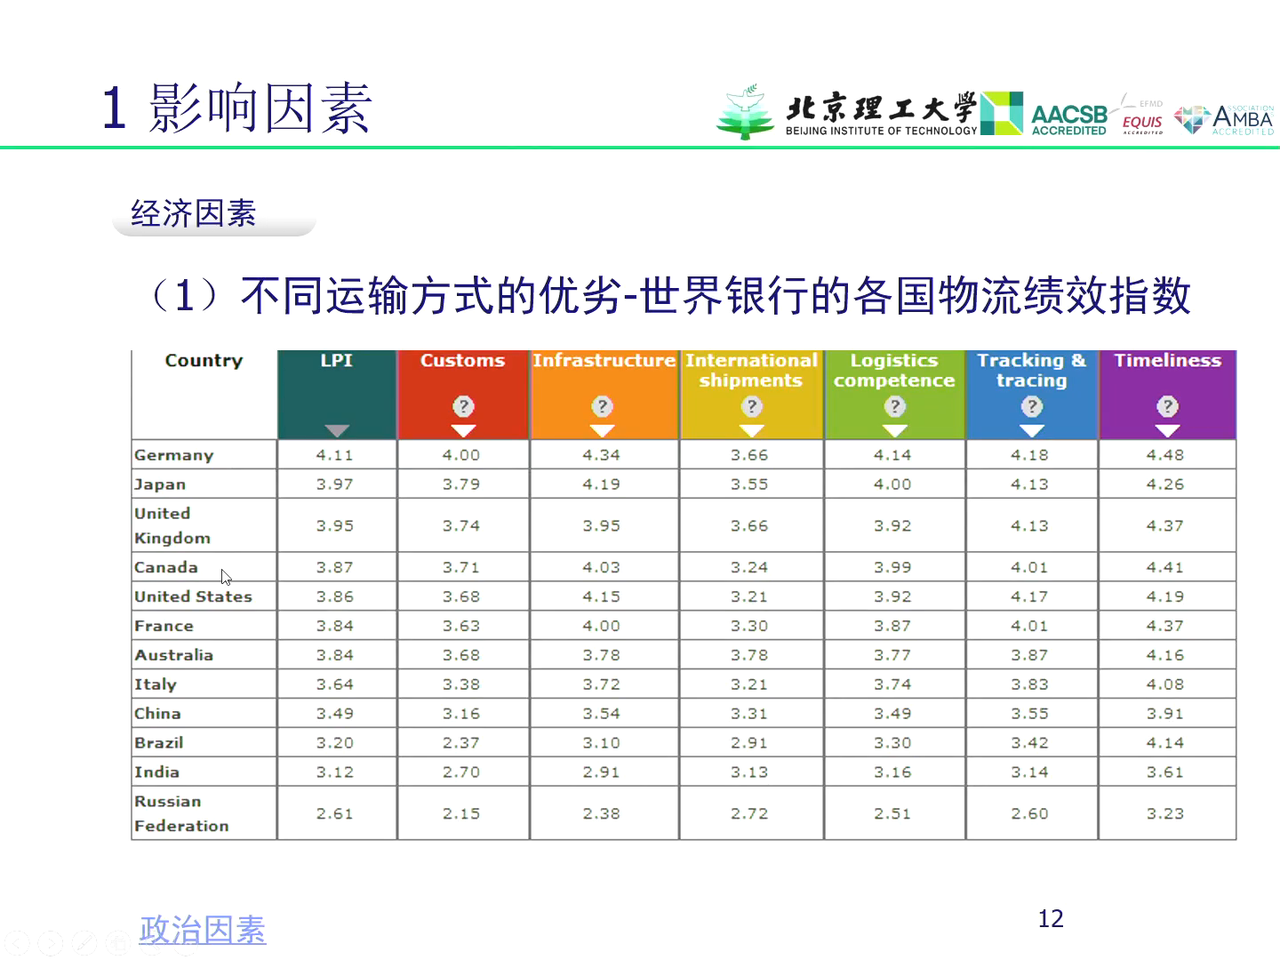 1 影响因素
北京理工大学
BEIJING INSTITUTE OF TECHNOLOGY
AACSB
ACCREDITED
EFMD
EQUIS
ACCREDITED
ASSOCIATION
AMBA
ACCREDITED
经济因素
（1）不同运输方式的优劣-世界银行的各国物流绩效指数
Country LPI Customs Infrastructure International shipments Logistics competence Tracking & tracing Timeliness
? ? ? ? ? ?
Germany 4.11 4.00 4.34 3.66 4.14 4.18 4.48
Japan 3.97 3.79 4.19 3.55 4.00 4.13 4.26
United Kingdom 3.95 3.74 3.95 3.66 3.92 4.13 4.37
Canada 3.87 3.71 4.03 3.24 3.99 4.01 4.41
United States 3.86 3.68 4.15 3.21 3.92 4.17 4.19
France 3.84 3.63 4.00 3.30 3.87 4.01 4.37
Australia 3.84 3.68 3.78 3.78 3.77 3.87 4.16
Italy 3.64 3.38 3.72 3.21 3.74 3.83 4.08
China 3.49 3.16 3.54 3.31 3.49 3.55 3.91
Brazil 3.20 2.37 3.10 2.91 3.30 3.42 4.14
India 3.12 2.70 2.91 3.13 3.16 3.14 3.61
Russian Federation 2.61 2.15 2.38 2.72 2.51 2.60 3.23
政治因素
12